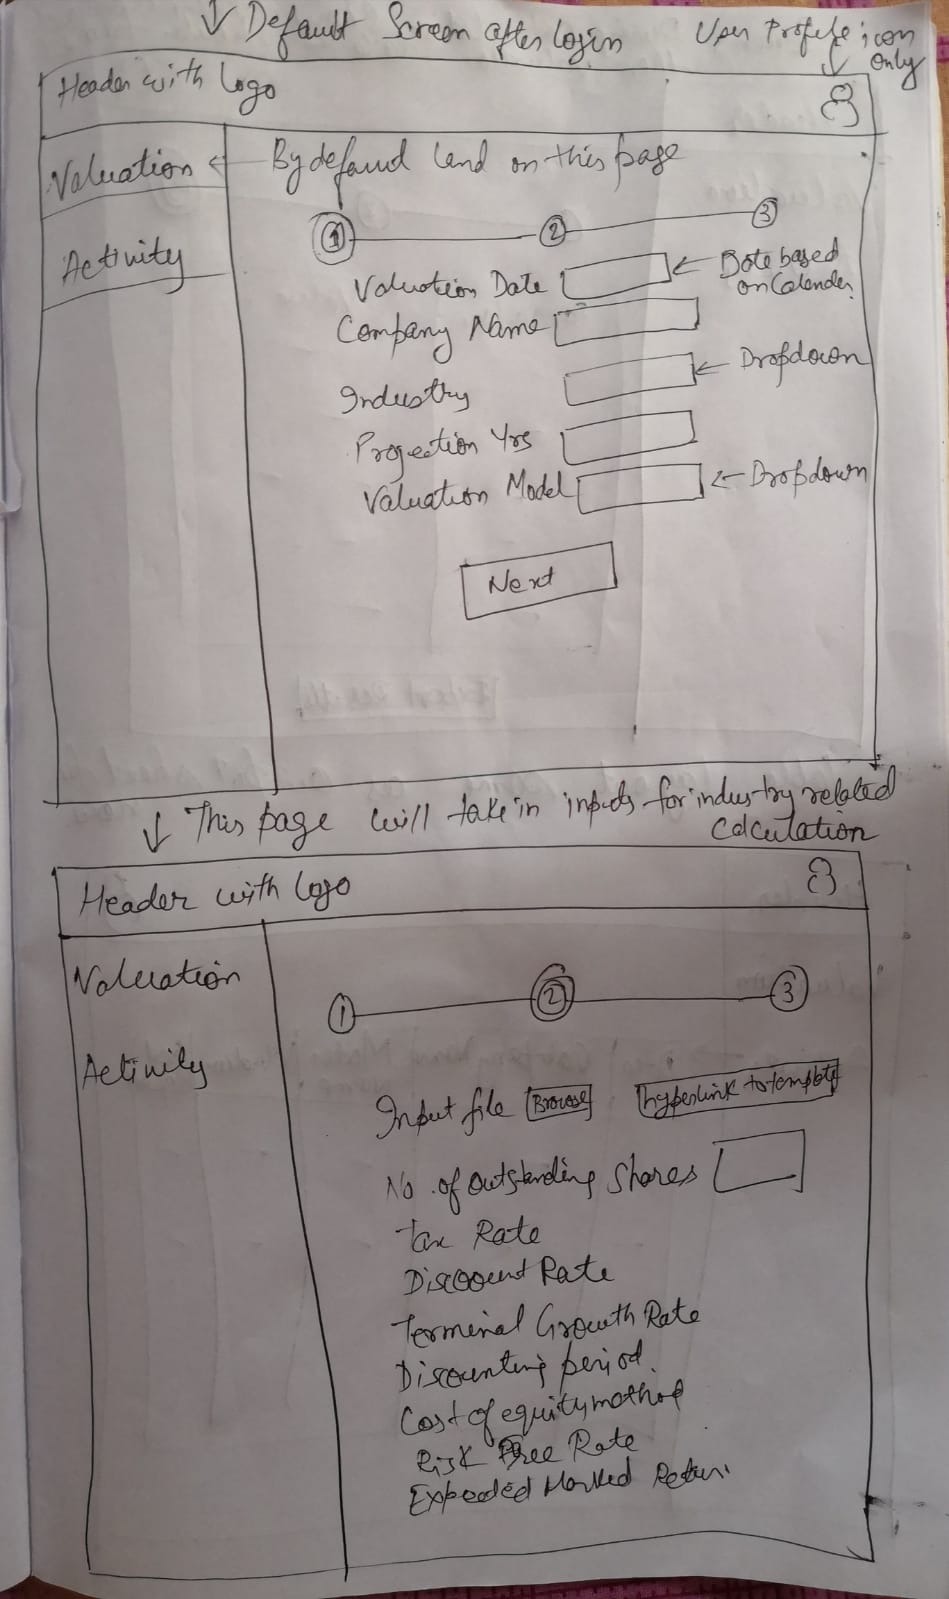 ↓ Default Screen after login
User Profile icon only
Header with logo
Valuation ← By default land on this page
Activity
1 2 3
Valuation Date ← Date based on Calender
Company Name
Industry ← Dropdown
Projection Yrs
Valuation Model ← Dropdown
Next
↓ This page will take in inputs for industry related
Calculation
Header with logo
Valuation
1 2 3
Activity
Input file Browse hyperlink to template
No. of outstanding shares
Tax Rate
Discount Rate
Terminal Growth Rate
Discounting period.
Cost of equity method
Risk Free Rate
Expected Market Return